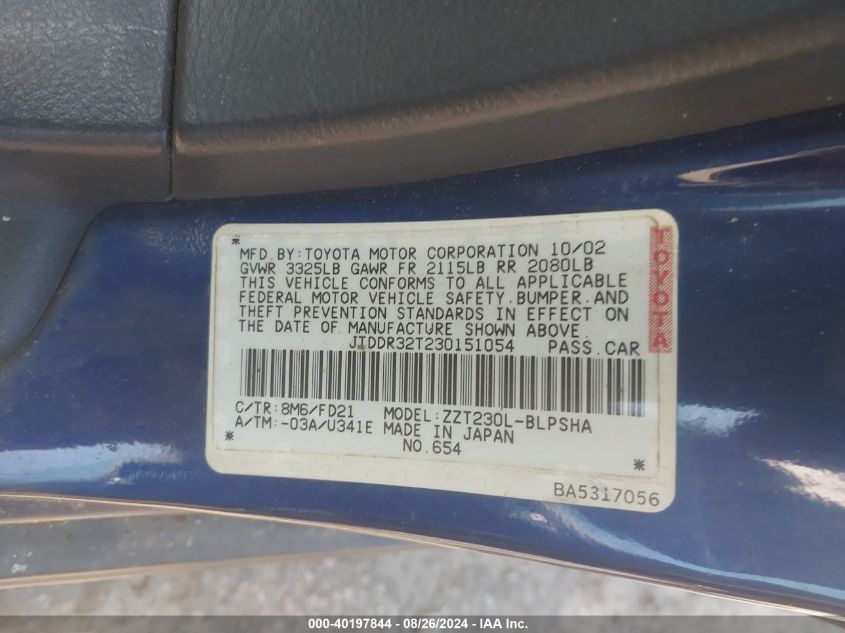 * MFD. BY: TOYOTA MOTOR CORPORATION 10/02
GVWR 3325LB GAWR FR 2115LB RR 2080LB
THIS VEHICLE CONFORMS TO ALL APPLICABLE
FEDERAL MOTOR VEHICLE SAFETY, BUMPER, AND
THEFT PREVENTION STANDARDS IN EFFECT ON
THE DATE OF MANUFACTURE SHOWN ABOVE.
JTDDR32T230151054 PASS. CAR
TOYOTA
C/TR: 8M6/FD21 MODEL: ZZT230L-BLPSHA
A/TM: -03A/U341E MADE IN JAPAN
* NO. 654 *
BA5317056
000-40197844 - 08/26/2024 - IAA Inc.